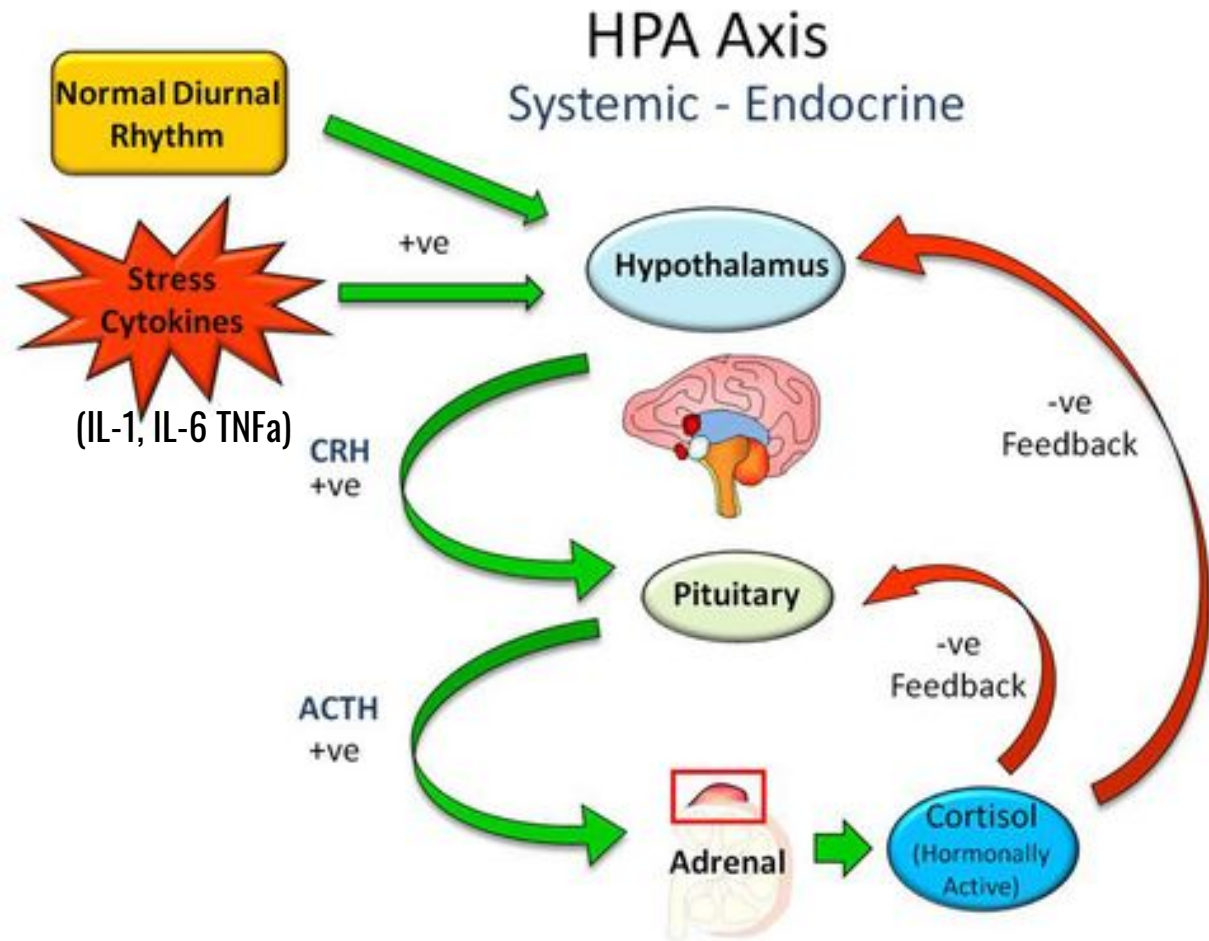 HPA Axis
Systemic - Endocrine
Normal Diurnal
Rhythm
+ve
Stress
Cytokines
(IL-1, IL-6 TNFa)
Hypothalamus
CRH
+ve
-ve
Feedback
Pituitary
-ve
Feedback
ACTH
+ve
Adrenal
Cortisol
(Hormonally
Active)